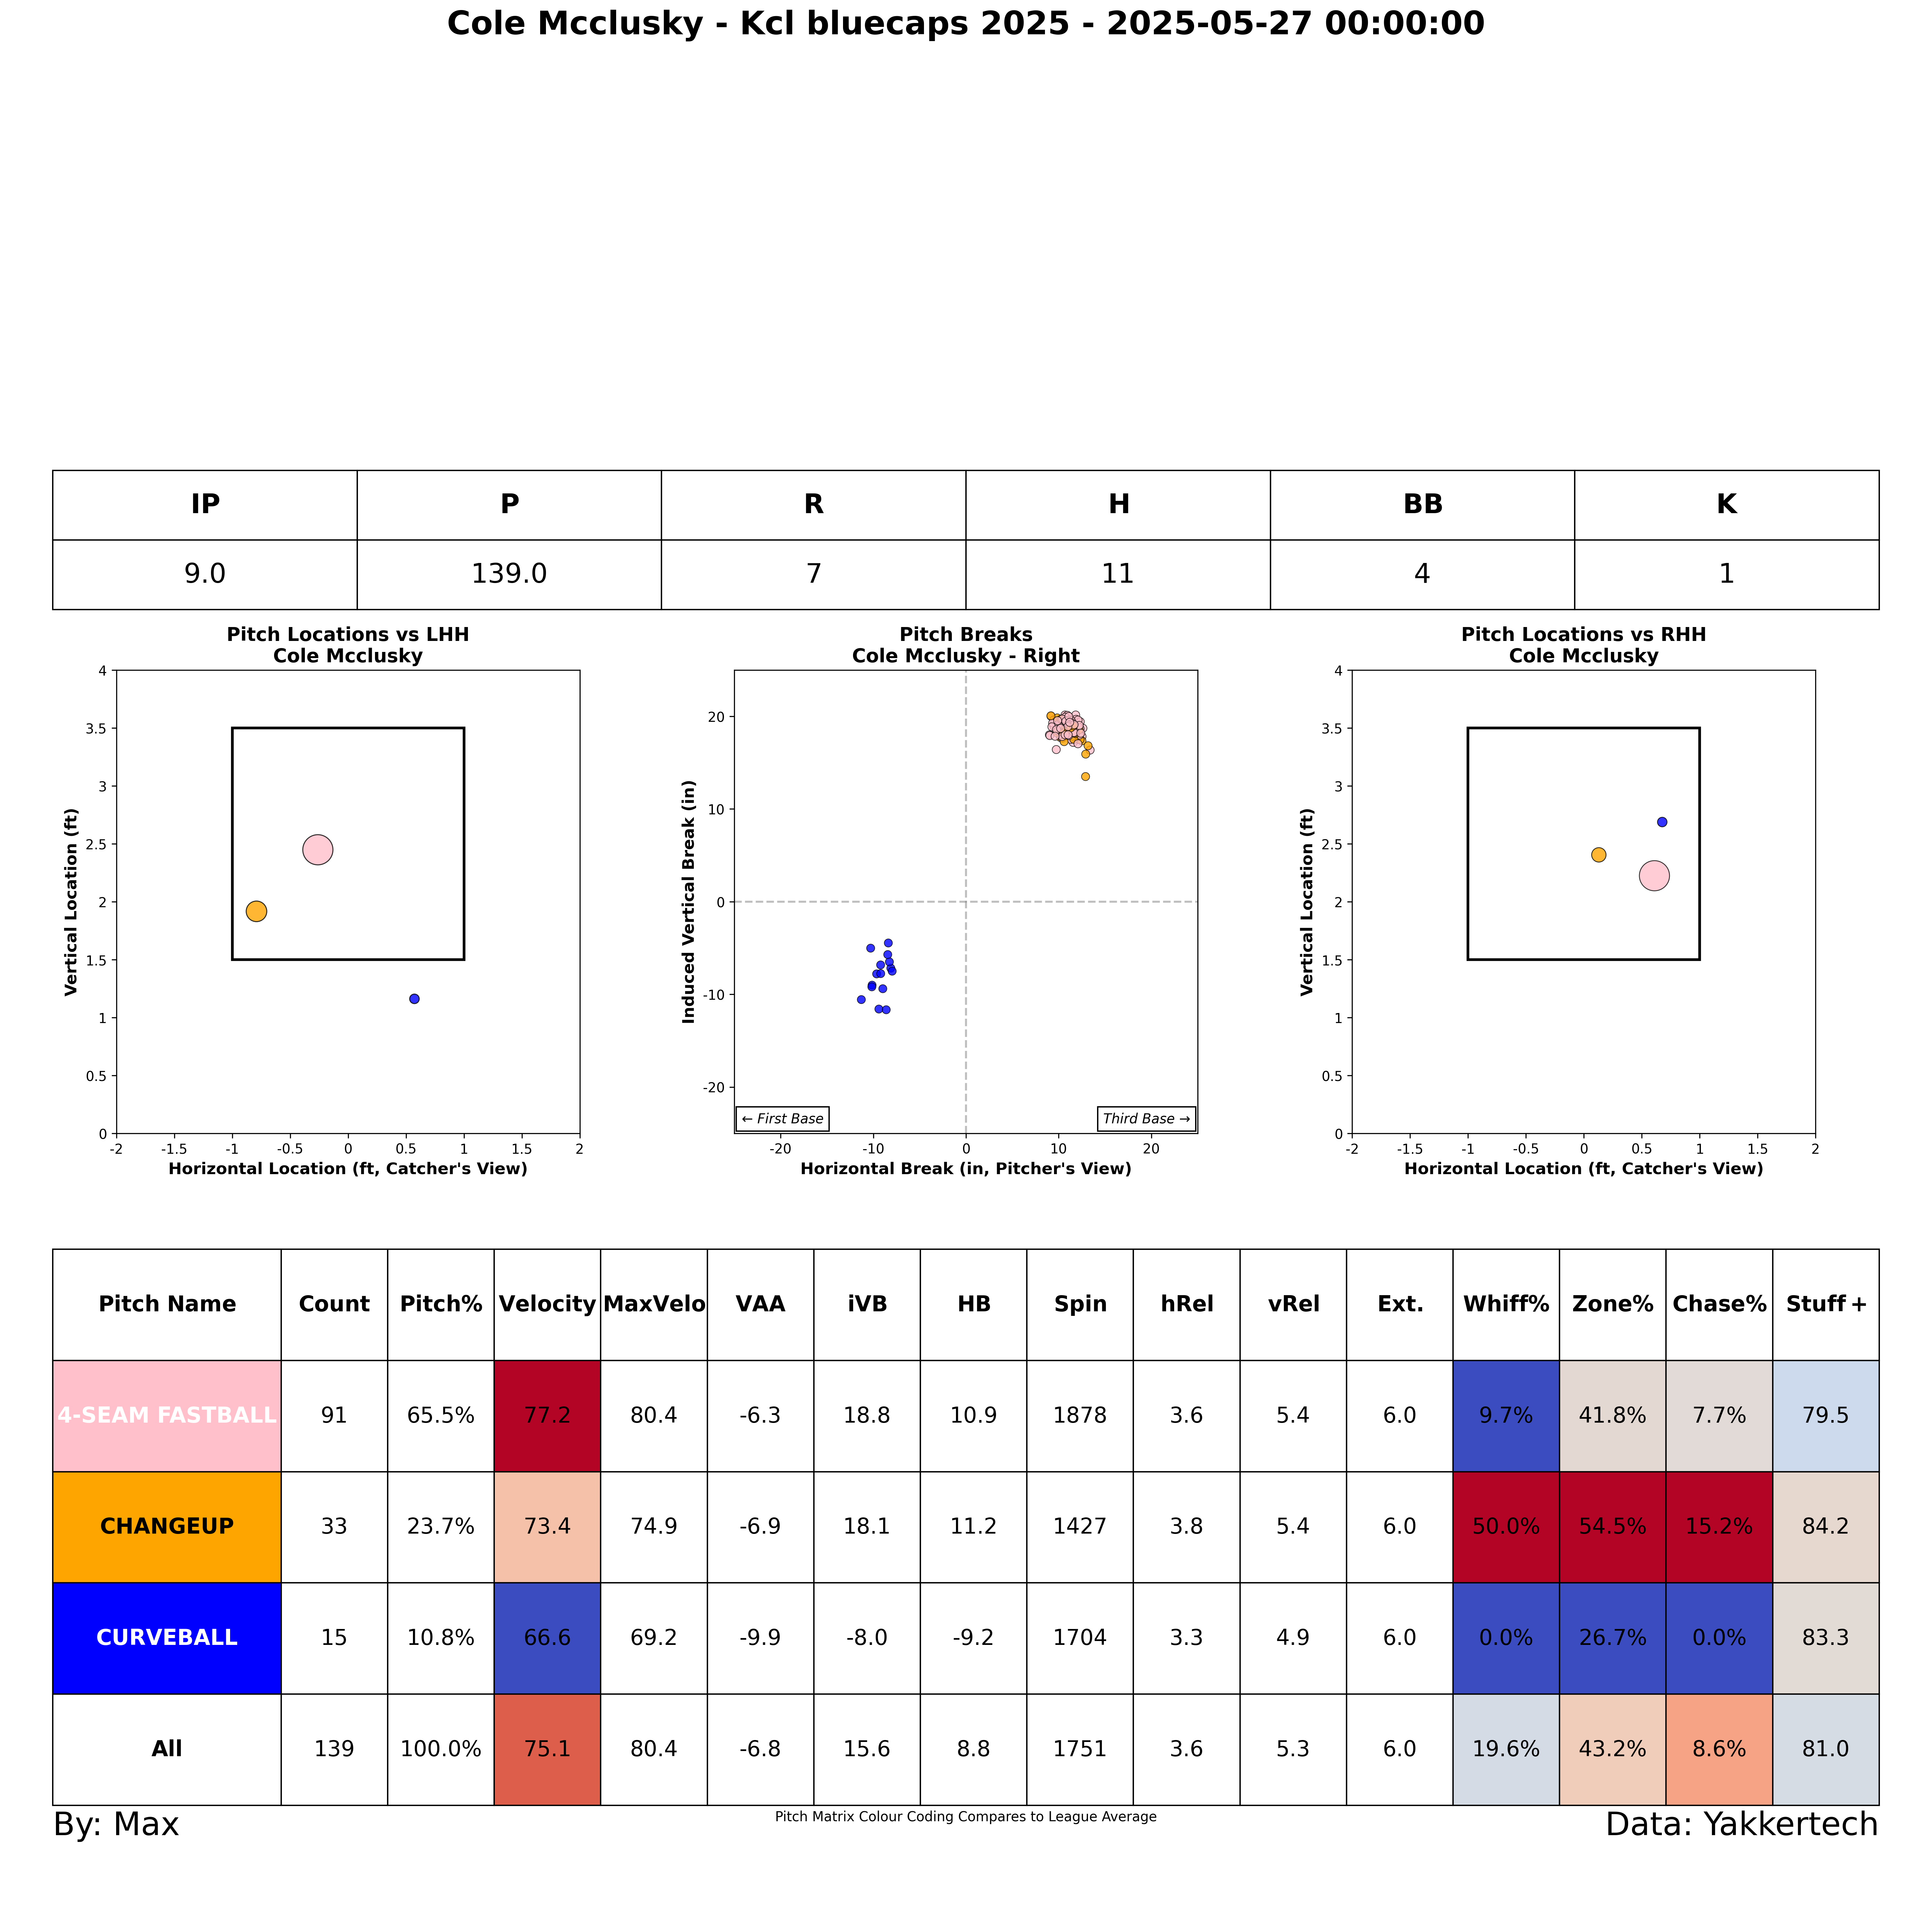 Cole Mcclusky - Kcl bluecaps 2025 - 2025-05-27 00:00:00
IP P R H BB K
9.0 139.0 7 11 4 1
Pitch Locations vs LHH
Cole Mcclusky
4
3.5
3
2.5
2
1.5
1
0.5
0
Vertical Location (ft)
-2 -1.5 -1 -0.5 0 0.5 1 1.5 2
Horizontal Location (ft, Catcher's View)
Pitch Breaks
Cole Mcclusky - Right
20
10
0
-10
-20
Induced Vertical Break (in)
← First Base
Third Base →
-20 -10 0 10 20
Horizontal Break (in, Pitcher's View)
Pitch Locations vs RHH
Cole Mcclusky
4
3.5
3
2.5
2
1.5
1
0.5
0
Vertical Location (ft)
-2 -1.5 -1 -0.5 0 0.5 1 1.5 2
Horizontal Location (ft, Catcher's View)
Pitch Name Count Pitch% Velocity MaxVelo VAA iVB HB Spin hRel vRel Ext. Whiff% Zone% Chase% Stuff+
4-SEAM FASTBALL 91 65.5% 77.2 80.4 -6.3 18.8 10.9 1878 3.6 5.4 6.0 9.7% 41.8% 7.7% 79.5
CHANGEUP 33 23.7% 73.4 74.9 -6.9 18.1 11.2 1427 3.8 5.4 6.0 50.0% 54.5% 15.2% 84.2
CURVEBALL 15 10.8% 66.6 69.2 -9.9 -8.0 -9.2 1704 3.3 4.9 6.0 0.0% 26.7% 0.0% 83.3
All 139 100.0% 75.1 80.4 -6.8 15.6 8.8 1751 3.6 5.3 6.0 19.6% 43.2% 8.6% 81.0
By: Max
Pitch Matrix Colour Coding Compares to League Average
Data: Yakkertech